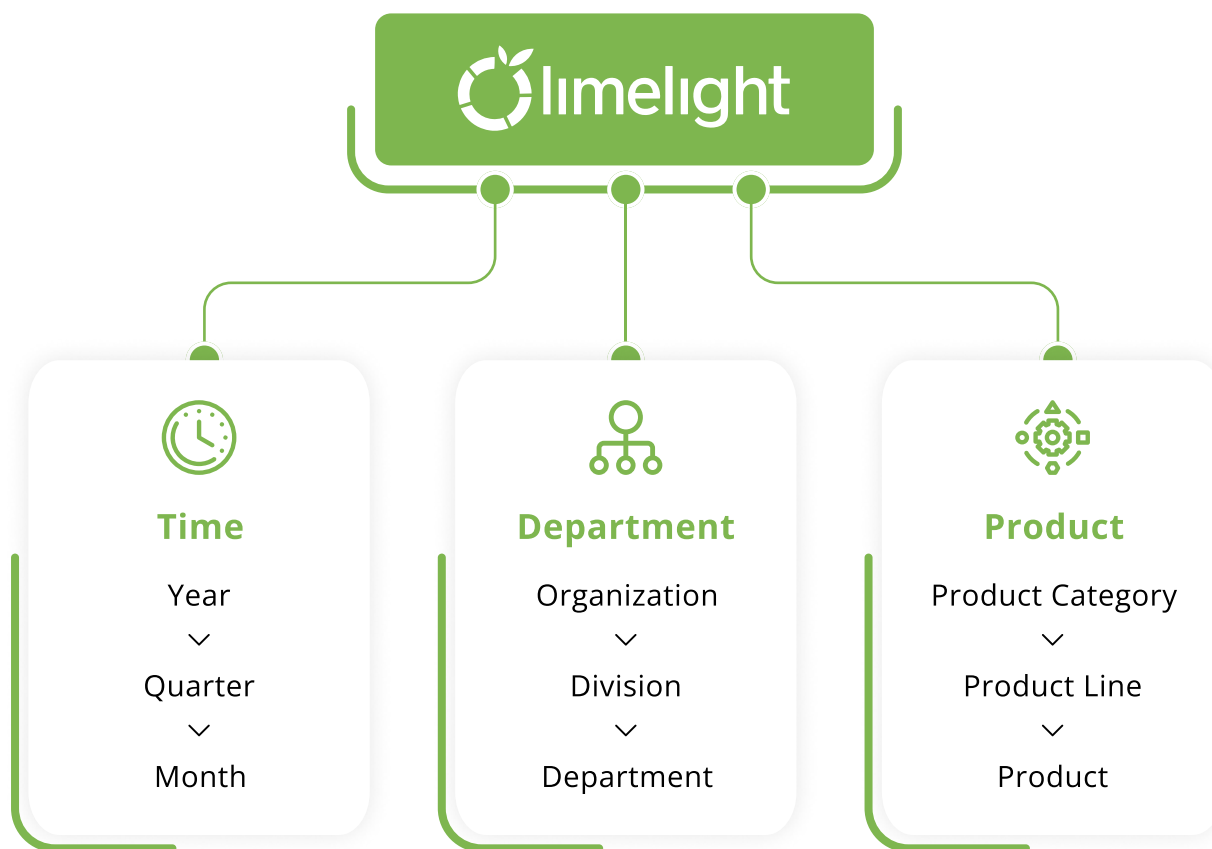 limelight
Time
Year
Quarter
Month
Department
Organization
Division
Department
Product
Product Category
Product Line
Product